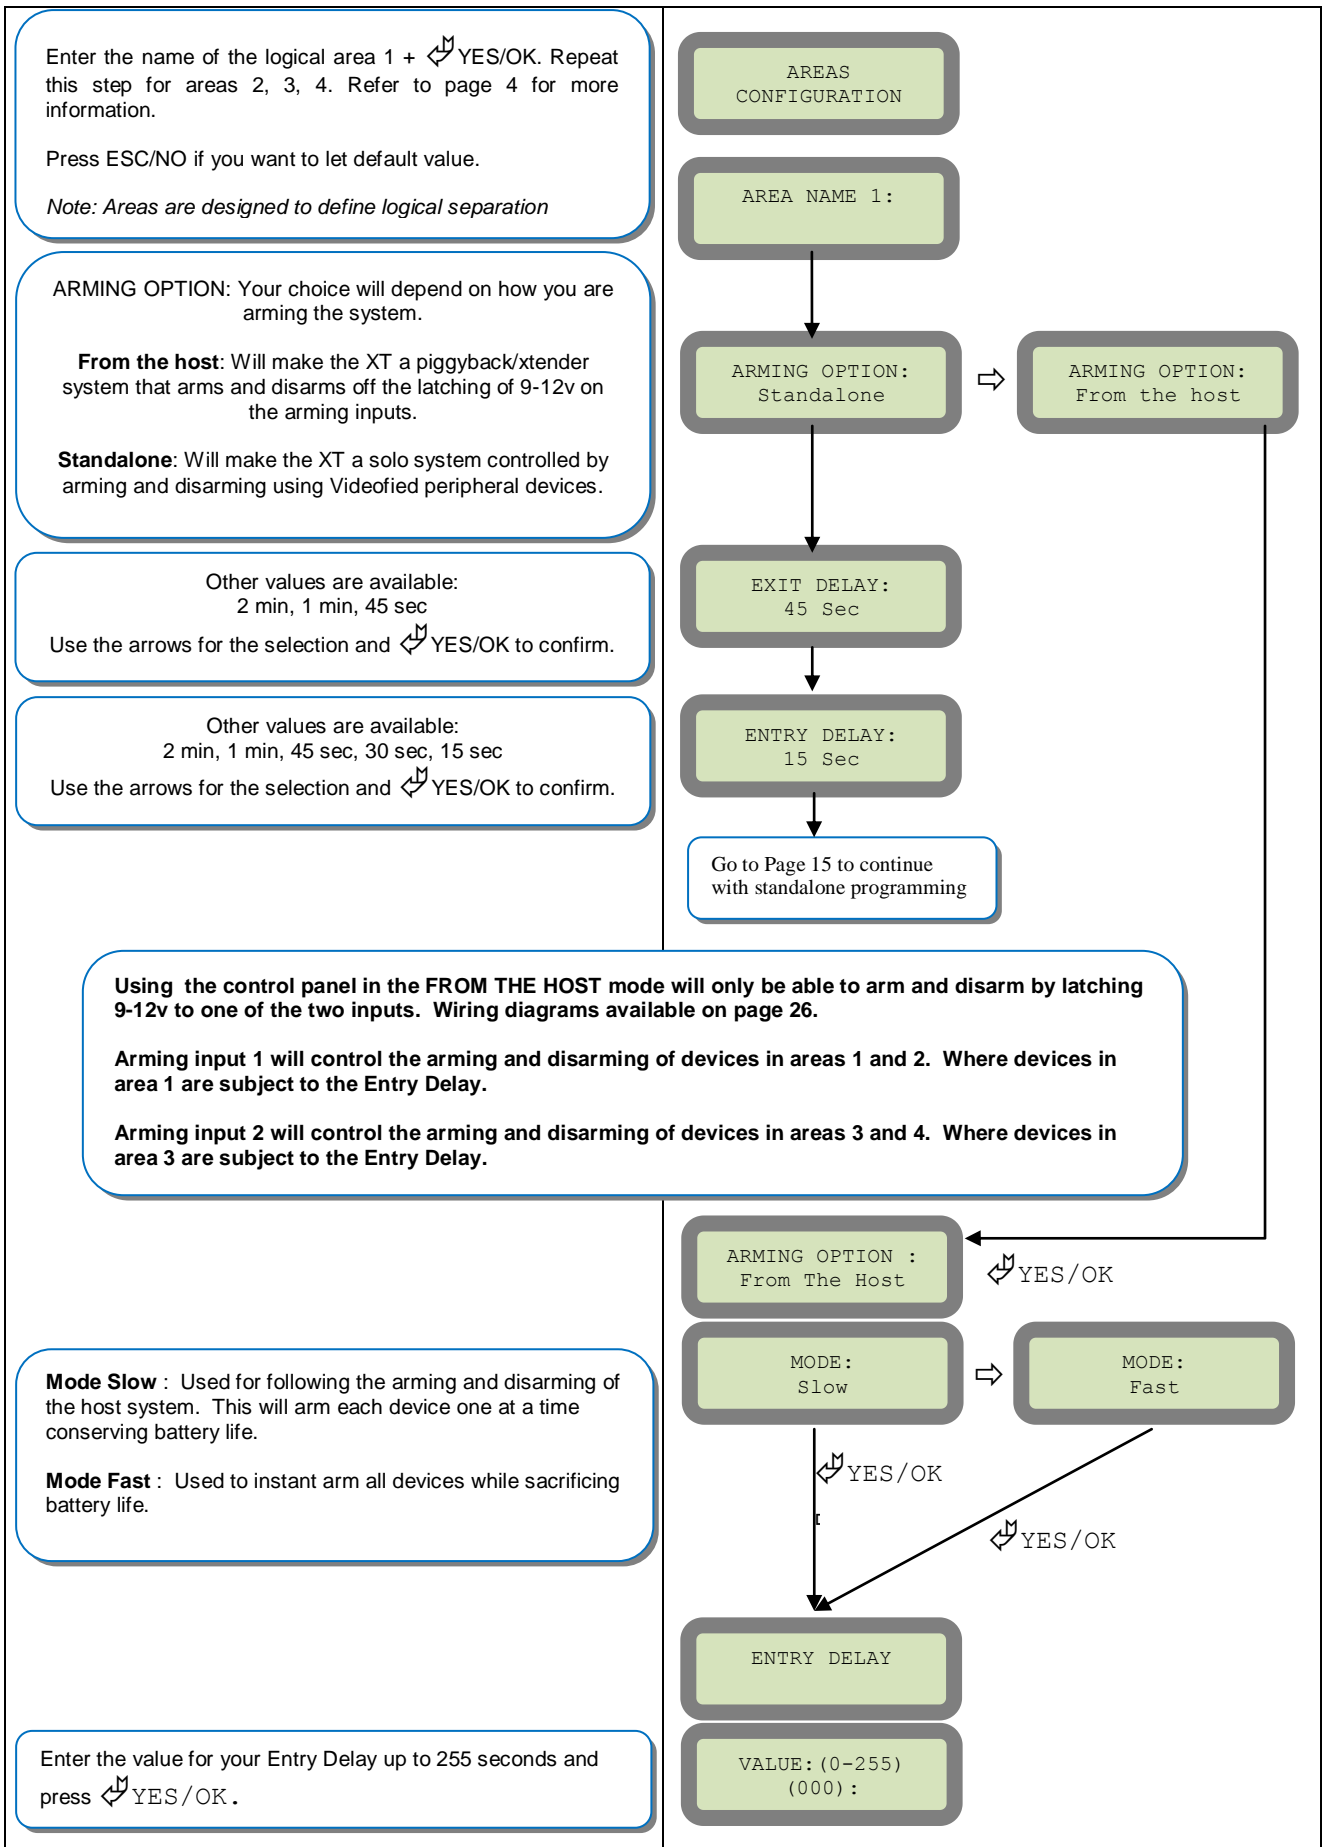 Enter the name of the logical area 1 + YES/OK. Repeat
this step for areas 2, 3, 4. Refer to page 4 for more
information.
Press ESC/NO if you want to let default value.
Note: Areas are designed to define logical separation
AREAS
CONFIGURATION
AREA NAME 1:
ARMING OPTION: Your choice will depend on how you are
arming the system.
From the host: Will make the XT a piggyback/xtender
system that arms and disarms off the latching of 9-12v on
the arming inputs.
Standalone: Will make the XT a solo system controlled by
arming and disarming using Videofied peripheral devices.
ARMING OPTION:
Standalone
ARMING OPTION:
From the host
Other values are available:
2 min, 1 min, 45 sec
Use the arrows for the selection and YES/OK to confirm.
EXIT DELAY:
45 Sec
Other values are available:
2 min, 1 min, 45 sec, 30 sec, 15 sec
Use the arrows for the selection and YES/OK to confirm.
ENTRY DELAY:
15 Sec
Go to Page 15 to continue
with standalone programming
Using the control panel in the FROM THE HOST mode will only be able to arm and disarm by latching
9-12v to one of the two inputs. Wiring diagrams available on page 26.
Arming input 1 will control the arming and disarming of devices in areas 1 and 2. Where devices in
area 1 are subject to the Entry Delay.
Arming input 2 will control the arming and disarming of devices in areas 3 and 4. Where devices in
area 3 are subject to the Entry Delay.
ARMING OPTION :
From The Host
YES/OK
Mode Slow : Used for following the arming and disarming of
the host system. This will arm each device one at a time
conserving battery life.
Mode Fast : Used to instant arm all devices while sacrificing
battery life.
MODE:
Slow
MODE:
Fast
YES/OK
YES/OK
ENTRY DELAY
Enter the value for your Entry Delay up to 255 seconds and
press YES/OK.
VALUE:(0-255)
(000):